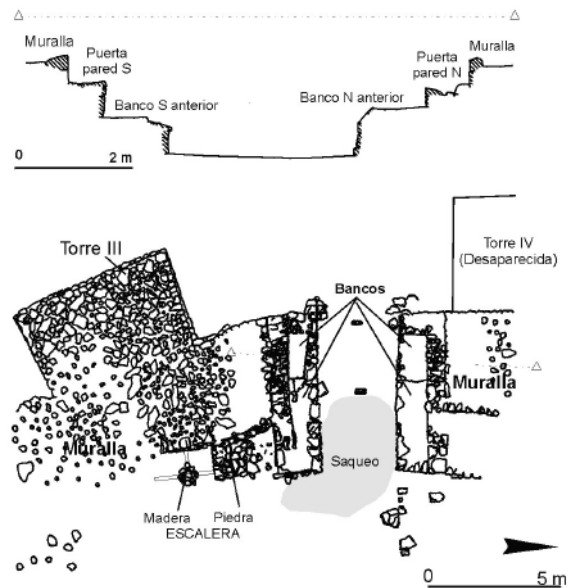 Muralla
Puerta
pared S
Banco S anterior
Banco N anterior
Puerta
pared N
Muralla
0 2 m
Torre III
Torre IV
(Desaparecida)
Bancos
Muralla
Muralla
Saqueo
Madera Piedra
ESCALERA
0 5 m